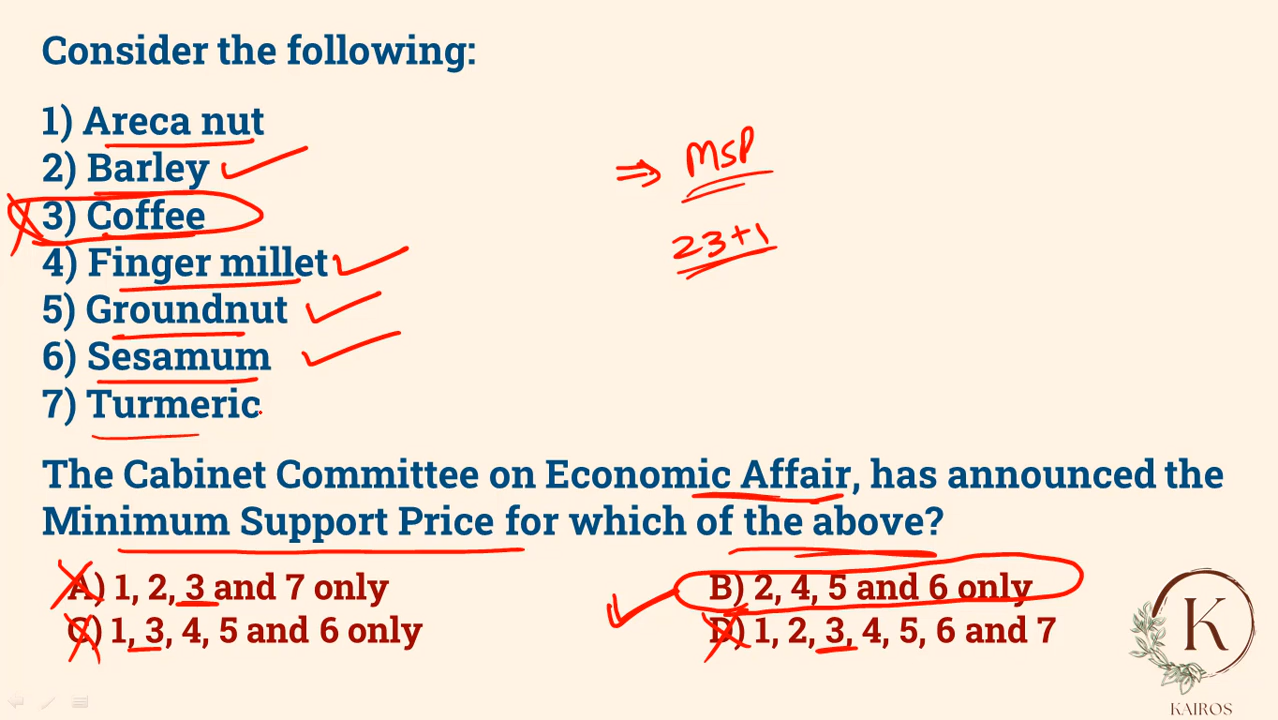 Consider the following:
1) Areca nut
2) Barley
3) Coffee
4) Finger millet
5) Groundnut
6) Sesamum
7) Turmeric
⇒ MSP
23+1
The Cabinet Committee on Economic Affair, has announced the
Minimum Support Price for which of the above?
A) 1, 2, 3 and 7 only
B) 2, 4, 5 and 6 only
C) 1, 3, 4, 5 and 6 only
D) 1, 2, 3, 4, 5, 6 and 7
K
KAIROS